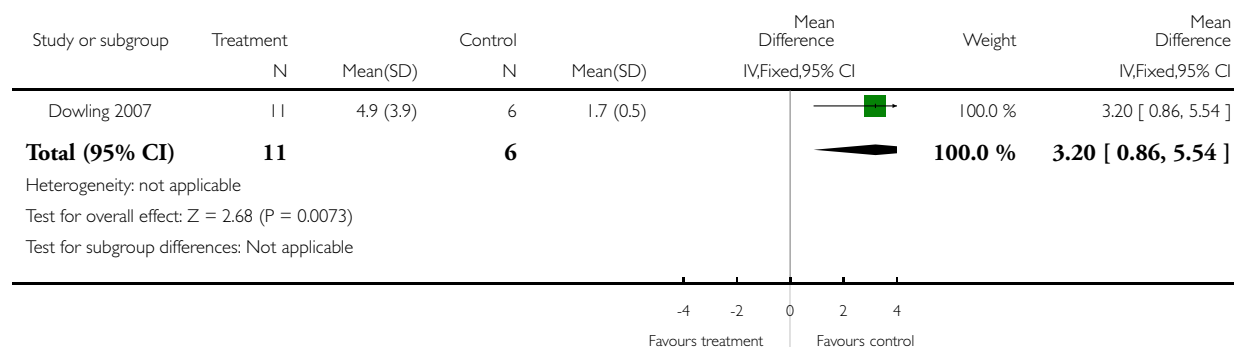 Study or subgroup Treatment Control Mean Difference Weight Mean Difference
N Mean(SD) N Mean(SD) IV,Fixed,95% CI IV,Fixed,95% CI
Dowling 2007 11 4.9 (3.9) 6 1.7 (0.5) 100.0 % 3.20 [ 0.86, 5.54 ]
Total (95% CI) 11 6 100.0 % 3.20 [ 0.86, 5.54 ]
Heterogeneity: not applicable
Test for overall effect: Z = 2.68 (P = 0.0073)
Test for subgroup differences: Not applicable
-4 -2 0 2 4
Favours treatment Favours control